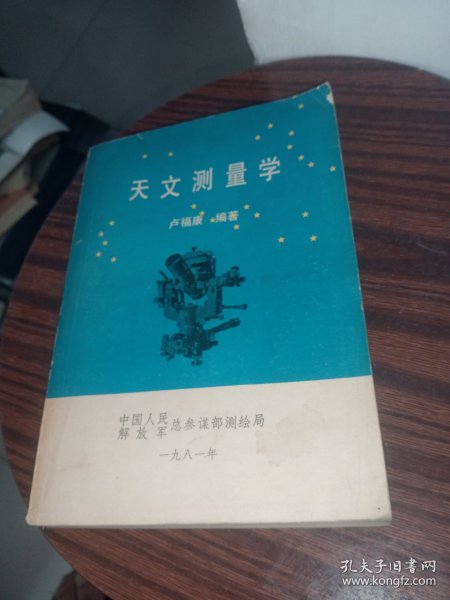 天文测量学
卢福康 编著
中国人民
解放军 总参谋部测绘局
一九八一年
孔夫子旧书网
www.kongfz.com